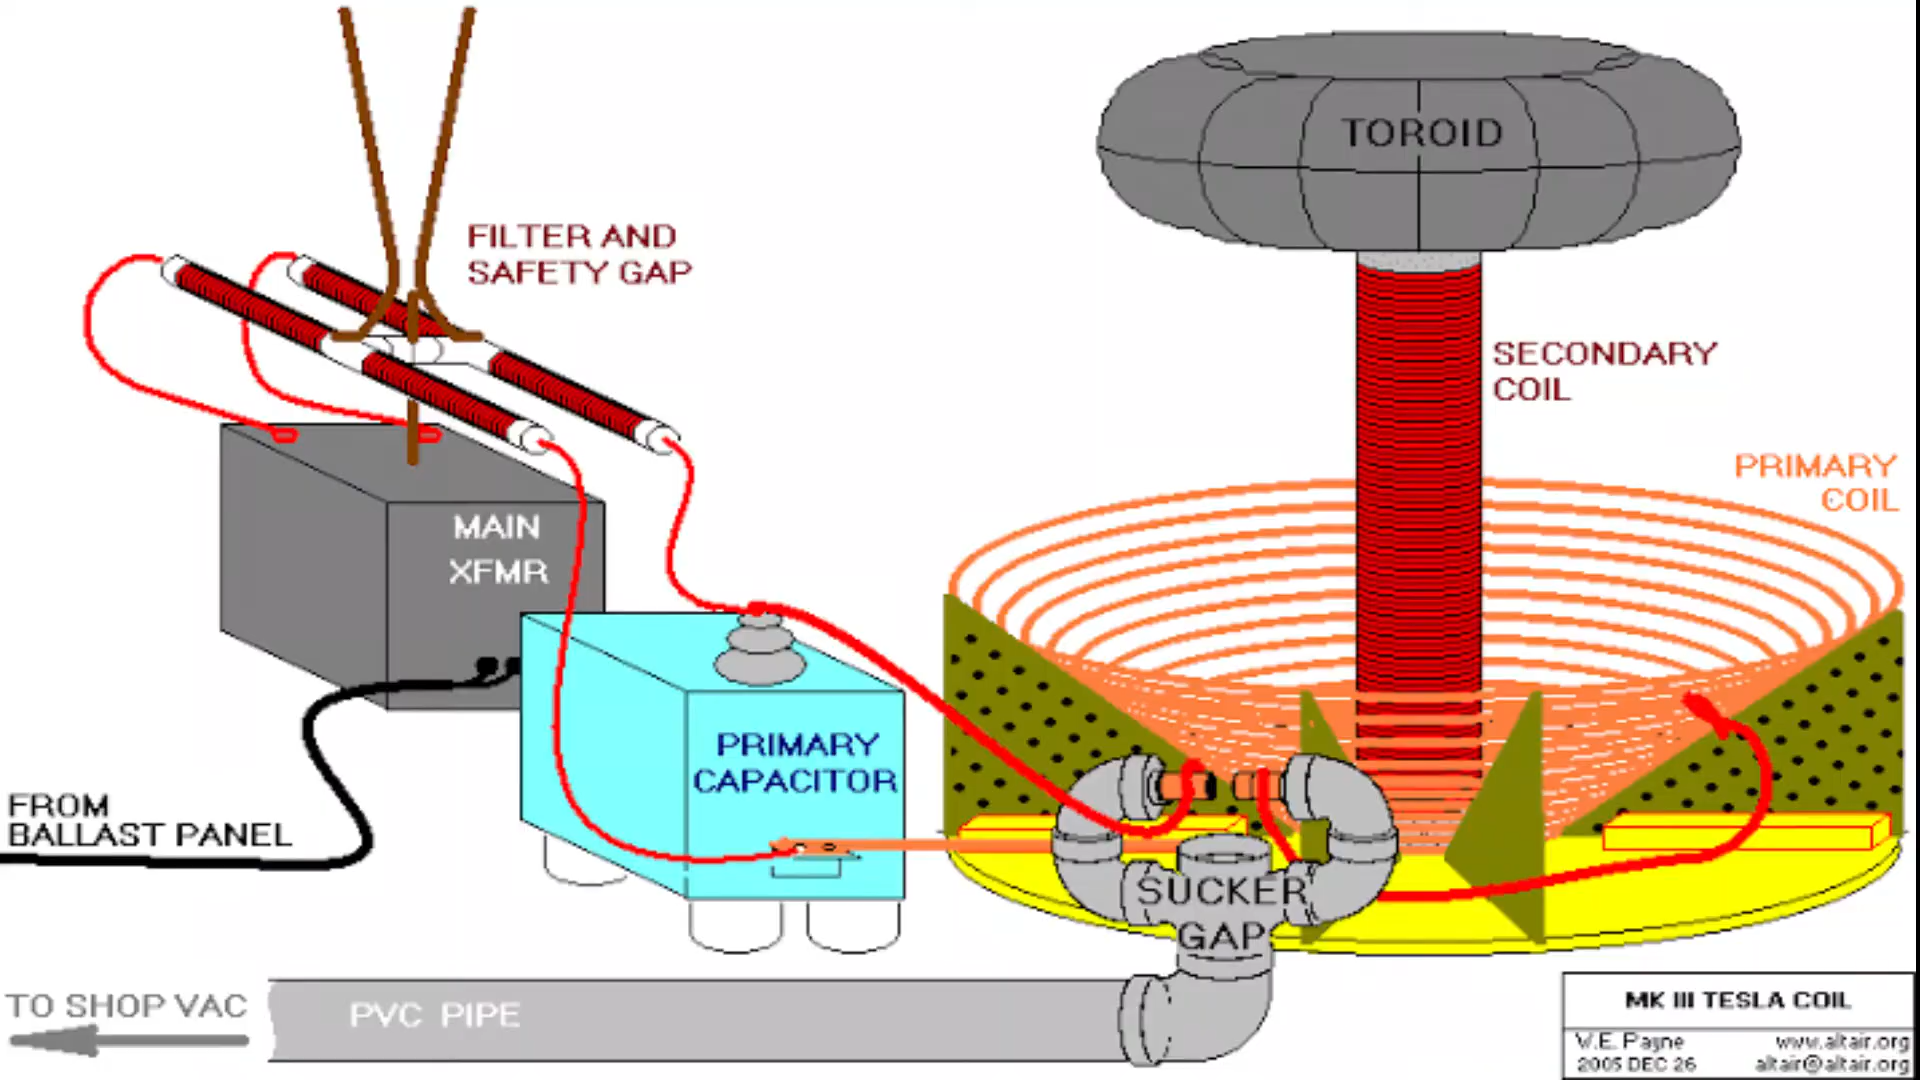 TOROID
FILTER AND
SAFETY GAP
SECONDARY
COIL
PRIMARY
COIL
MAIN
XFMR
PRIMARY
CAPACITOR
FROM
BALLAST PANEL
SUCKER
GAP
TO SHOP VAC
PVC PIPE
MK III TESLA COIL
W.E. Payne www.altair.org
2005 DEC 26 altair@altair.org